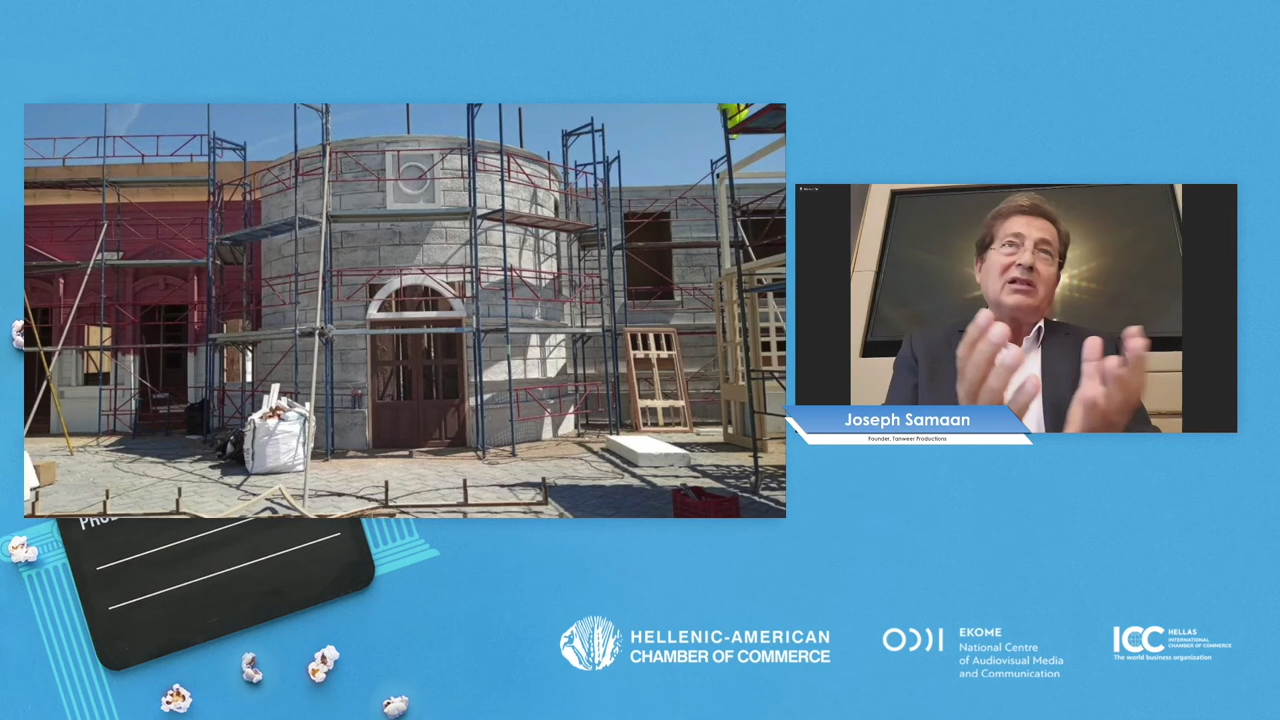 Joseph Samaan
Founder, Tanweer Productions
HELLENIC-AMERICAN
CHAMBER OF COMMERCE
EKOME
National Centre
of Audiovisual Media
and Communication
ICC
HELLAS
INTERNATIONAL
CHAMBER OF COMMERCE
The world business organization